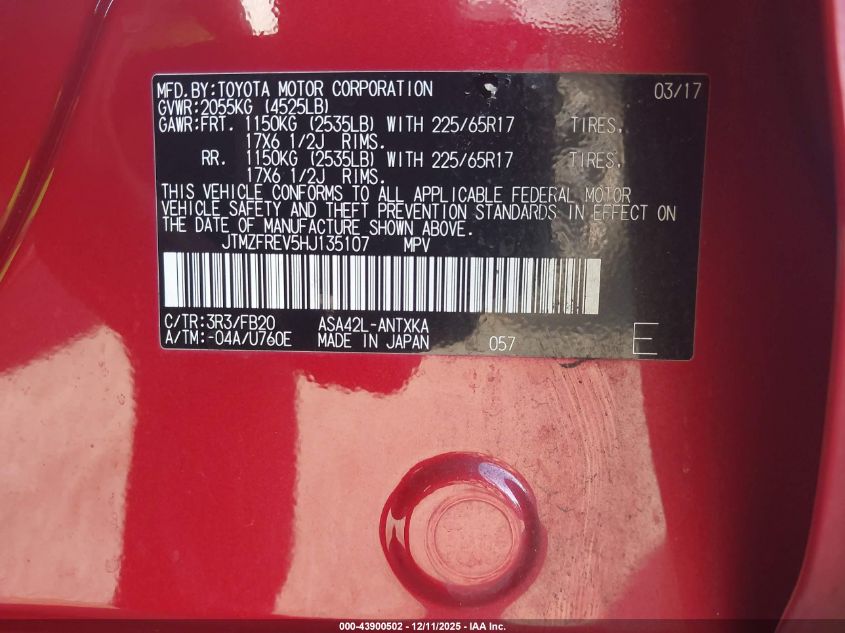 MFD.BY:TOYOTA MOTOR CORPORATION 03/17
GVWR:2055KG (4525LB)
GAWR:FRT. 1150KG (2535LB) WITH 225/65R17 TIRES,
17X6 1/2J RIMS.
RR. 1150KG (2535LB) WITH 225/65R17 TIRES,
17X6 1/2J RIMS.
THIS VEHICLE CONFORMS TO ALL APPLICABLE FEDERAL MOTOR
VEHICLE SAFETY AND THEFT PREVENTION STANDARDS IN EFFECT ON
THE DATE OF MANUFACTURE SHOWN ABOVE.
JTMZFREV5HJ135107 MPV
C/TR:3R3/FB20 ASA42L-ANTXKA
A/TM:-04A/U760E MADE IN JAPAN 057 E
000-43900502 - 12/11/2025 - IAA Inc.